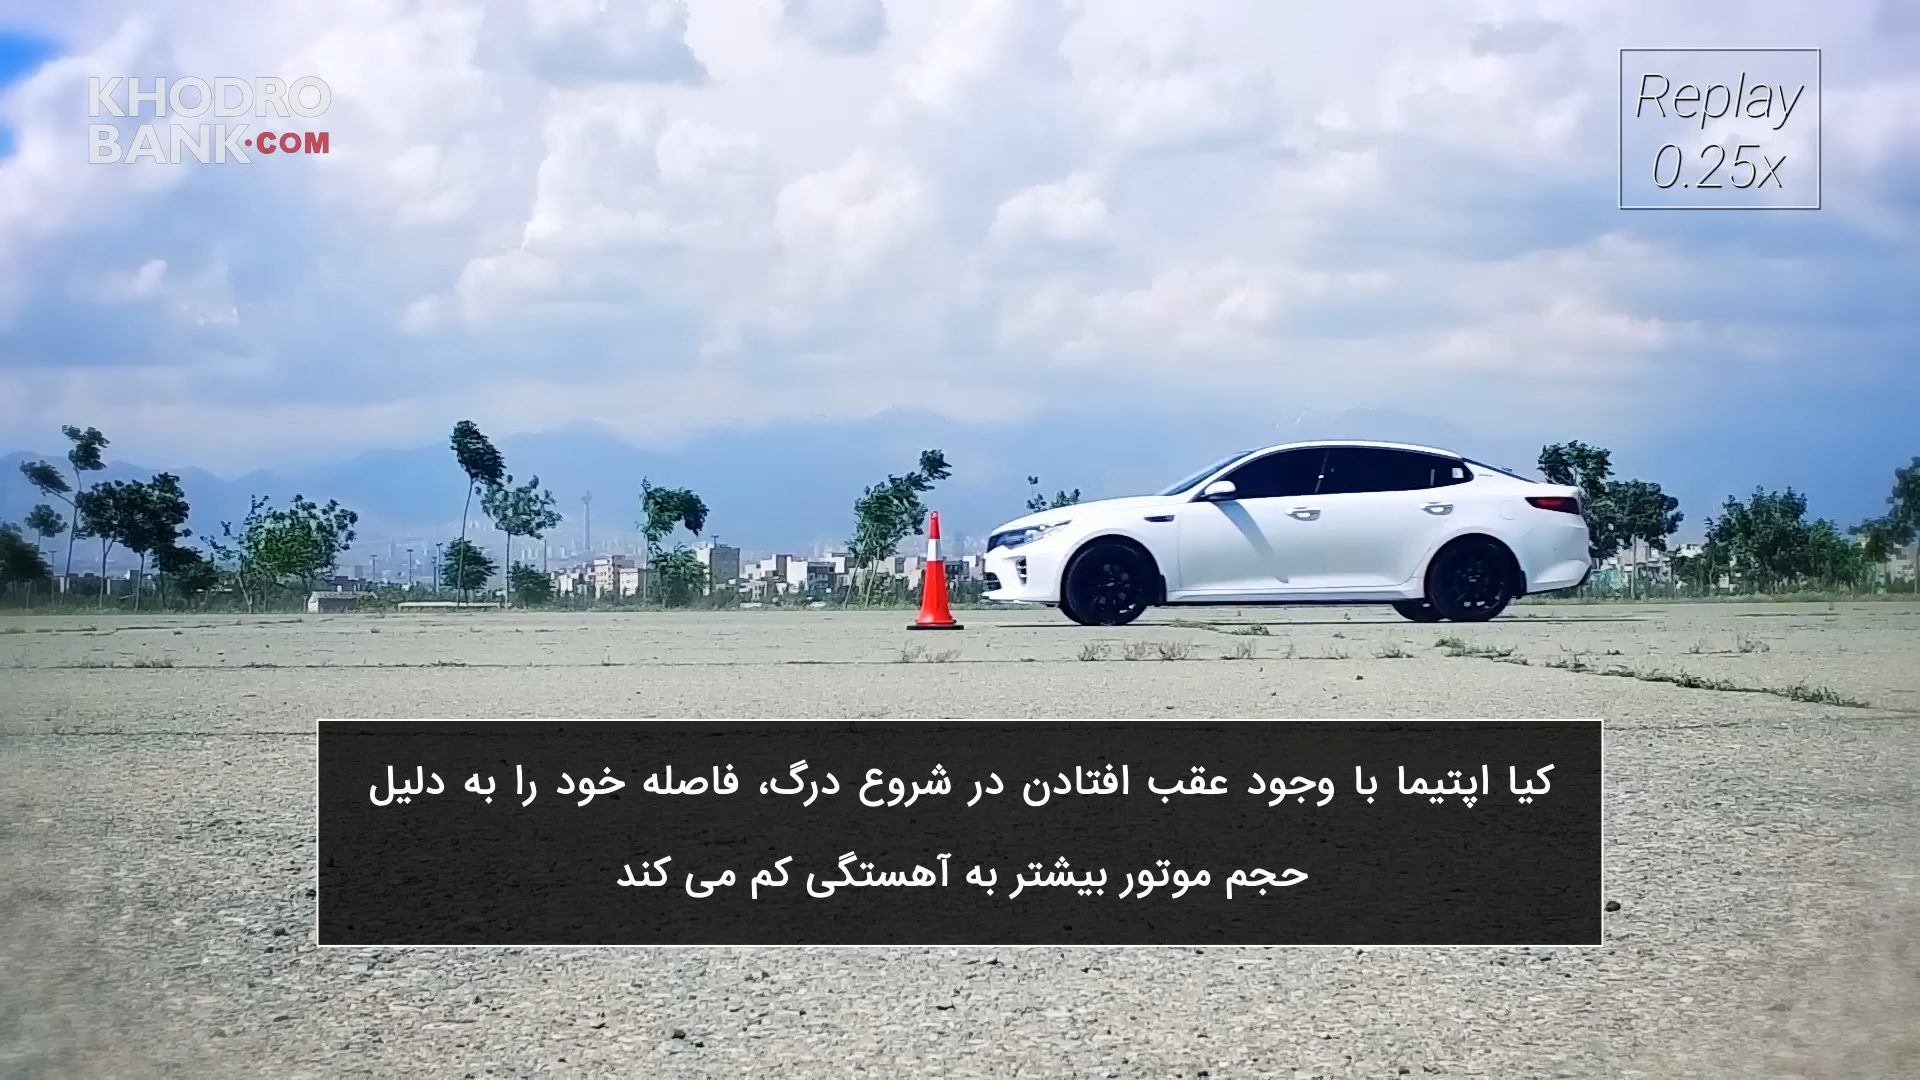 KHODRO
BANK.COM
Replay
0.25x
کیا اپتیما با وجود عقب افتادن در شروع درگ، فاصله خود را به دلیل
حجم موتور بیشتر به آهستگی کم می کند